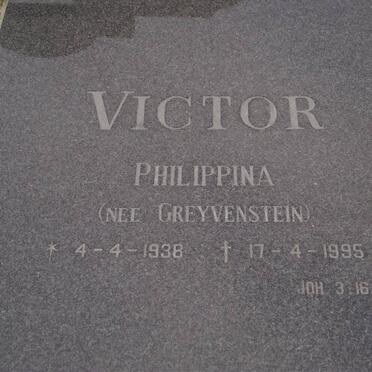 VICTOR
PHILIPPINA
(NEE GREYVENSTEIN)
* 4-4-1938 † 17-4-1995
JOH 3:16